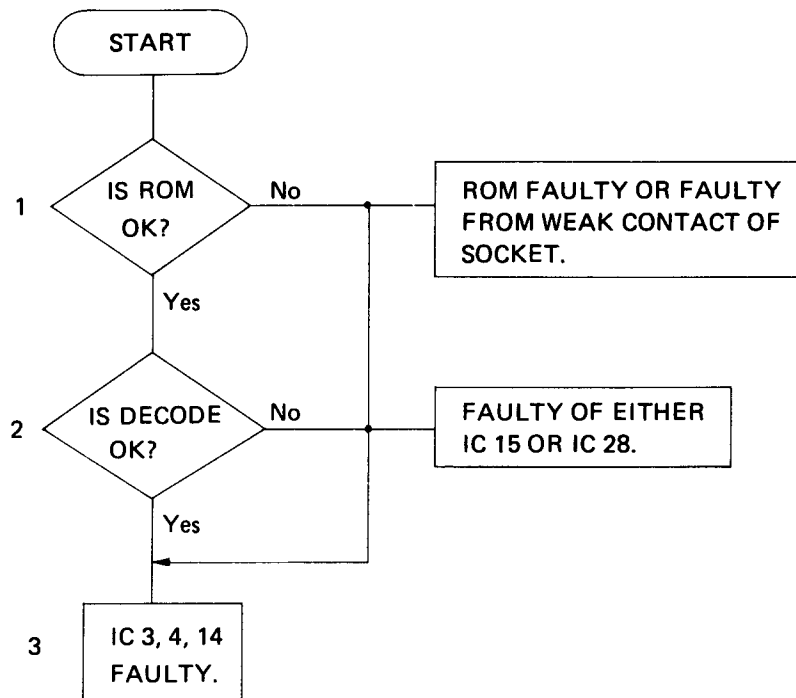 START
1
IS ROM
OK?
No
ROM FAULTY OR FAULTY
FROM WEAK CONTACT OF
SOCKET.
Yes
2
IS DECODE
OK?
No
FAULTY OF EITHER
IC 15 OR IC 28.
Yes
3
IC 3, 4, 14
FAULTY.